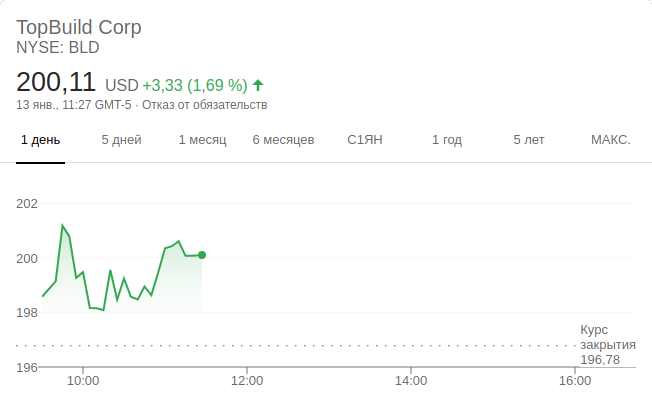 TopBuild Corp
NYSE: BLD
200,11 USD +3,33 (1,69 %)
13 янв., 11:27 GMT-5 · Отказ от обязательств
1 день 5 дней 1 месяц 6 месяцев С1ЯН 1 год 5 лет МАКС.
202
200
198
Курс
закрытия
196,78
196
10:00 12:00 14:00 16:00